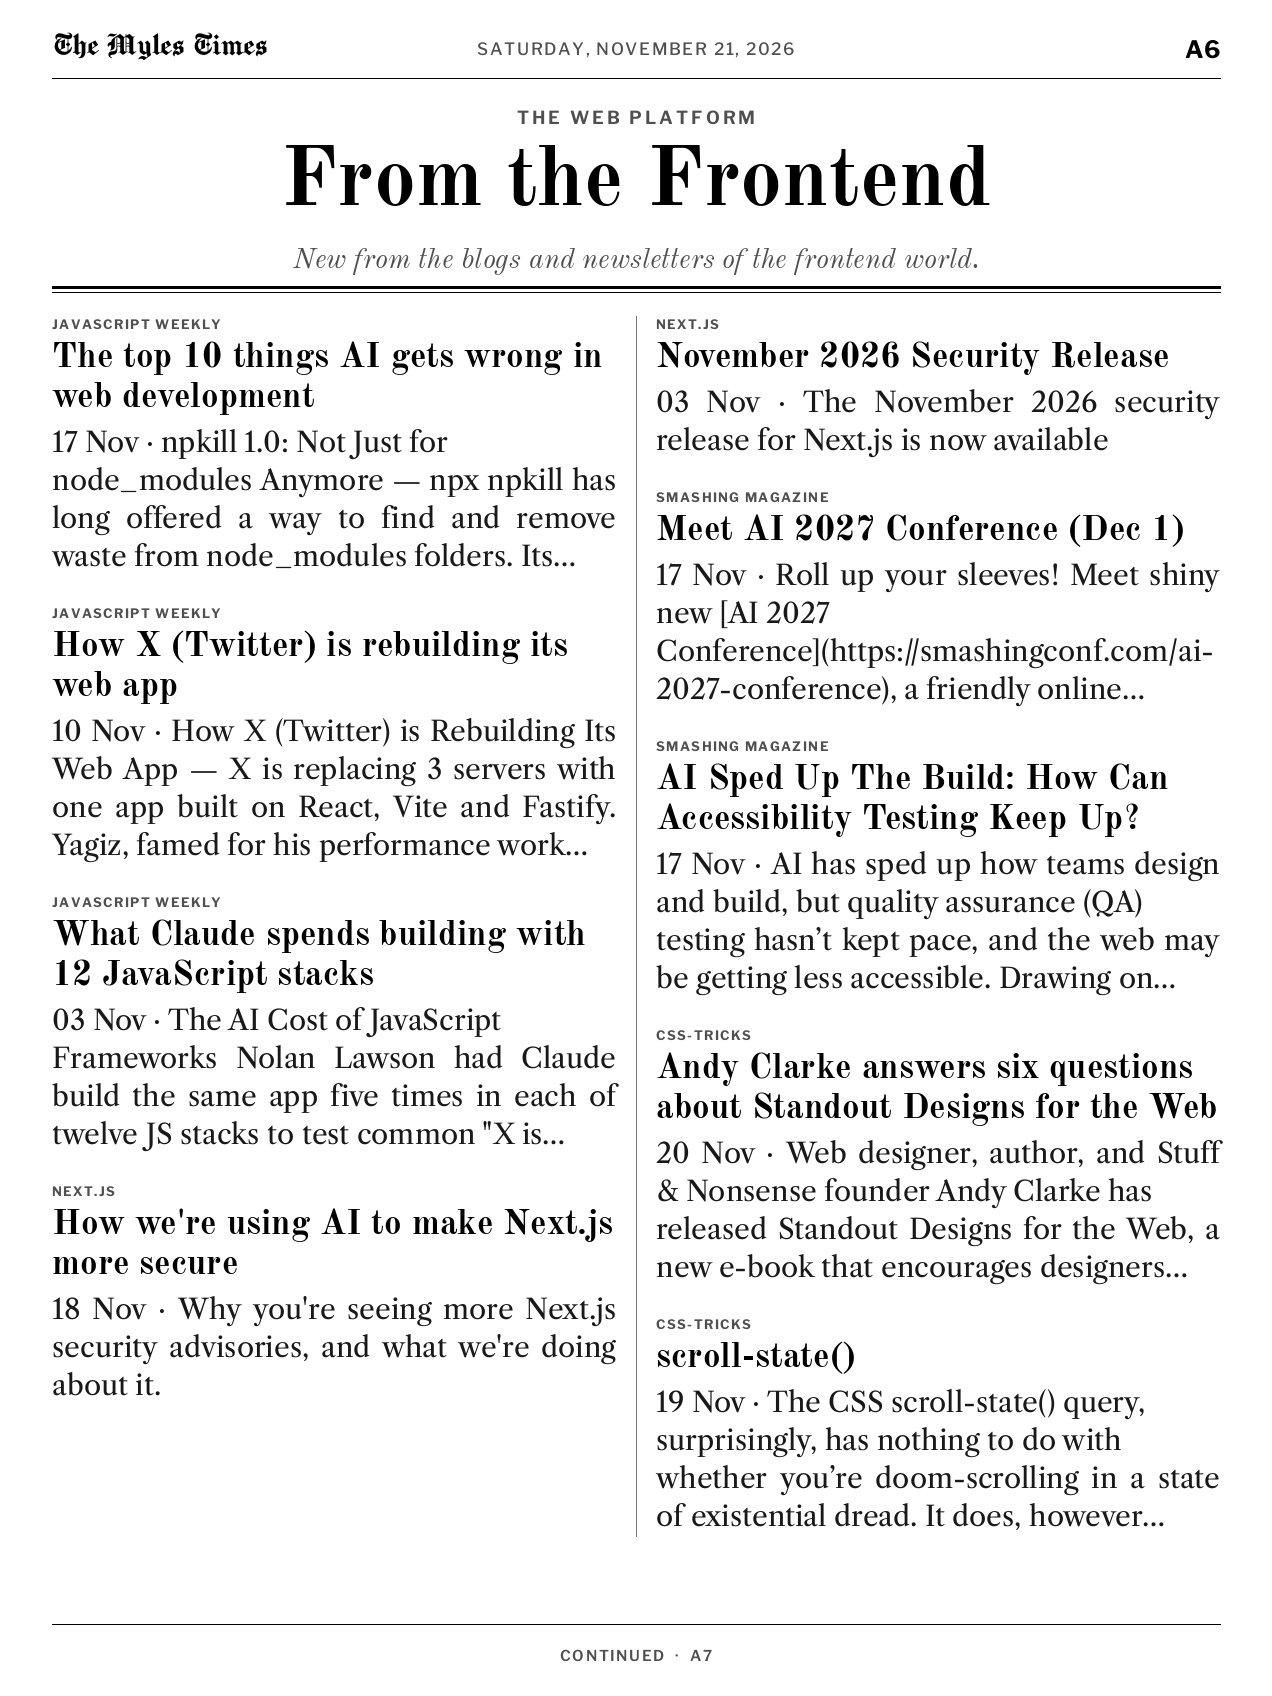 The Myles Times
SATURDAY, NOVEMBER 21, 2026
A6
THE WEB PLATFORM
From the Frontend
New from the blogs and newsletters of the frontend world.
JAVASCRIPT WEEKLY
The top 10 things AI gets wrong in
web development
17 Nov · npkill 1.0: Not Just for
node_modules Anymore — npx npkill has
long offered a way to find and remove
waste from node_modules folders. Its...
JAVASCRIPT WEEKLY
How X (Twitter) is rebuilding its
web app
10 Nov · How X (Twitter) is Rebuilding Its
Web App — X is replacing 3 servers with
one app built on React, Vite and Fastify.
Yagiz, famed for his performance work...
JAVASCRIPT WEEKLY
What Claude spends building with
12 JavaScript stacks
03 Nov · The AI Cost of JavaScript
Frameworks Nolan Lawson had Claude
build the same app five times in each of
twelve JS stacks to test common "X is...
NEXT.JS
How we're using AI to make Next.js
more secure
18 Nov · Why you're seeing more Next.js
security advisories, and what we're doing
about it.
NEXT.JS
November 2026 Security Release
03 Nov · The November 2026 security
release for Next.js is now available
SMASHING MAGAZINE
Meet AI 2027 Conference (Dec 1)
17 Nov · Roll up your sleeves! Meet shiny
new [AI 2027
Conference](https://smashingconf.com/ai-
2027-conference), a friendly online...
SMASHING MAGAZINE
AI Sped Up The Build: How Can
Accessibility Testing Keep Up?
17 Nov · AI has sped up how teams design
and build, but quality assurance (QA)
testing hasn’t kept pace, and the web may
be getting less accessible. Drawing on...
CSS-TRICKS
Andy Clarke answers six questions
about Standout Designs for the Web
20 Nov · Web designer, author, and Stuff
& Nonsense founder Andy Clarke has
released Standout Designs for the Web, a
new e-book that encourages designers...
CSS-TRICKS
scroll-state()
19 Nov · The CSS scroll-state() query,
surprisingly, has nothing to do with
whether you’re doom-scrolling in a state
of existential dread. It does, however...
CONTINUED · A7